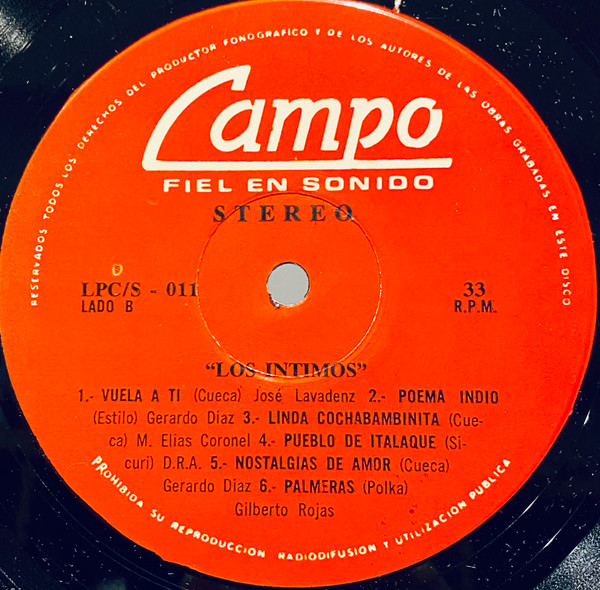 RESERVADOS TODOS LOS DERECHOS DEL PRODUCTOR FONOGRAFICO Y DE LOS AUTORES DE LAS OBRAS GRABADAS EN ESTE DISCO
Campo
FIEL EN SONIDO
STEREO
LPC/S - 011
LADO B
33
R.P.M.
"LOS INTIMOS"
1.- VUELA A TI (Cueca) José Lavadenz 2.- POEMA INDIO
(Estilo) Gerardo Diaz 3.- LINDA COCHABAMBINITA (Cue-
ca) M. Elias Coronel 4.- PUEBLO DE ITALAQUE (Si-
curi) D.R.A. 5.- NOSTALGIAS DE AMOR (Cueca)
Gerardo Diaz 6.- PALMERAS (Polka)
Gilberto Rojas
PROHIBIDA SU REPRODUCCION RADIODIFUSION Y UTILIZACION PUBLICA